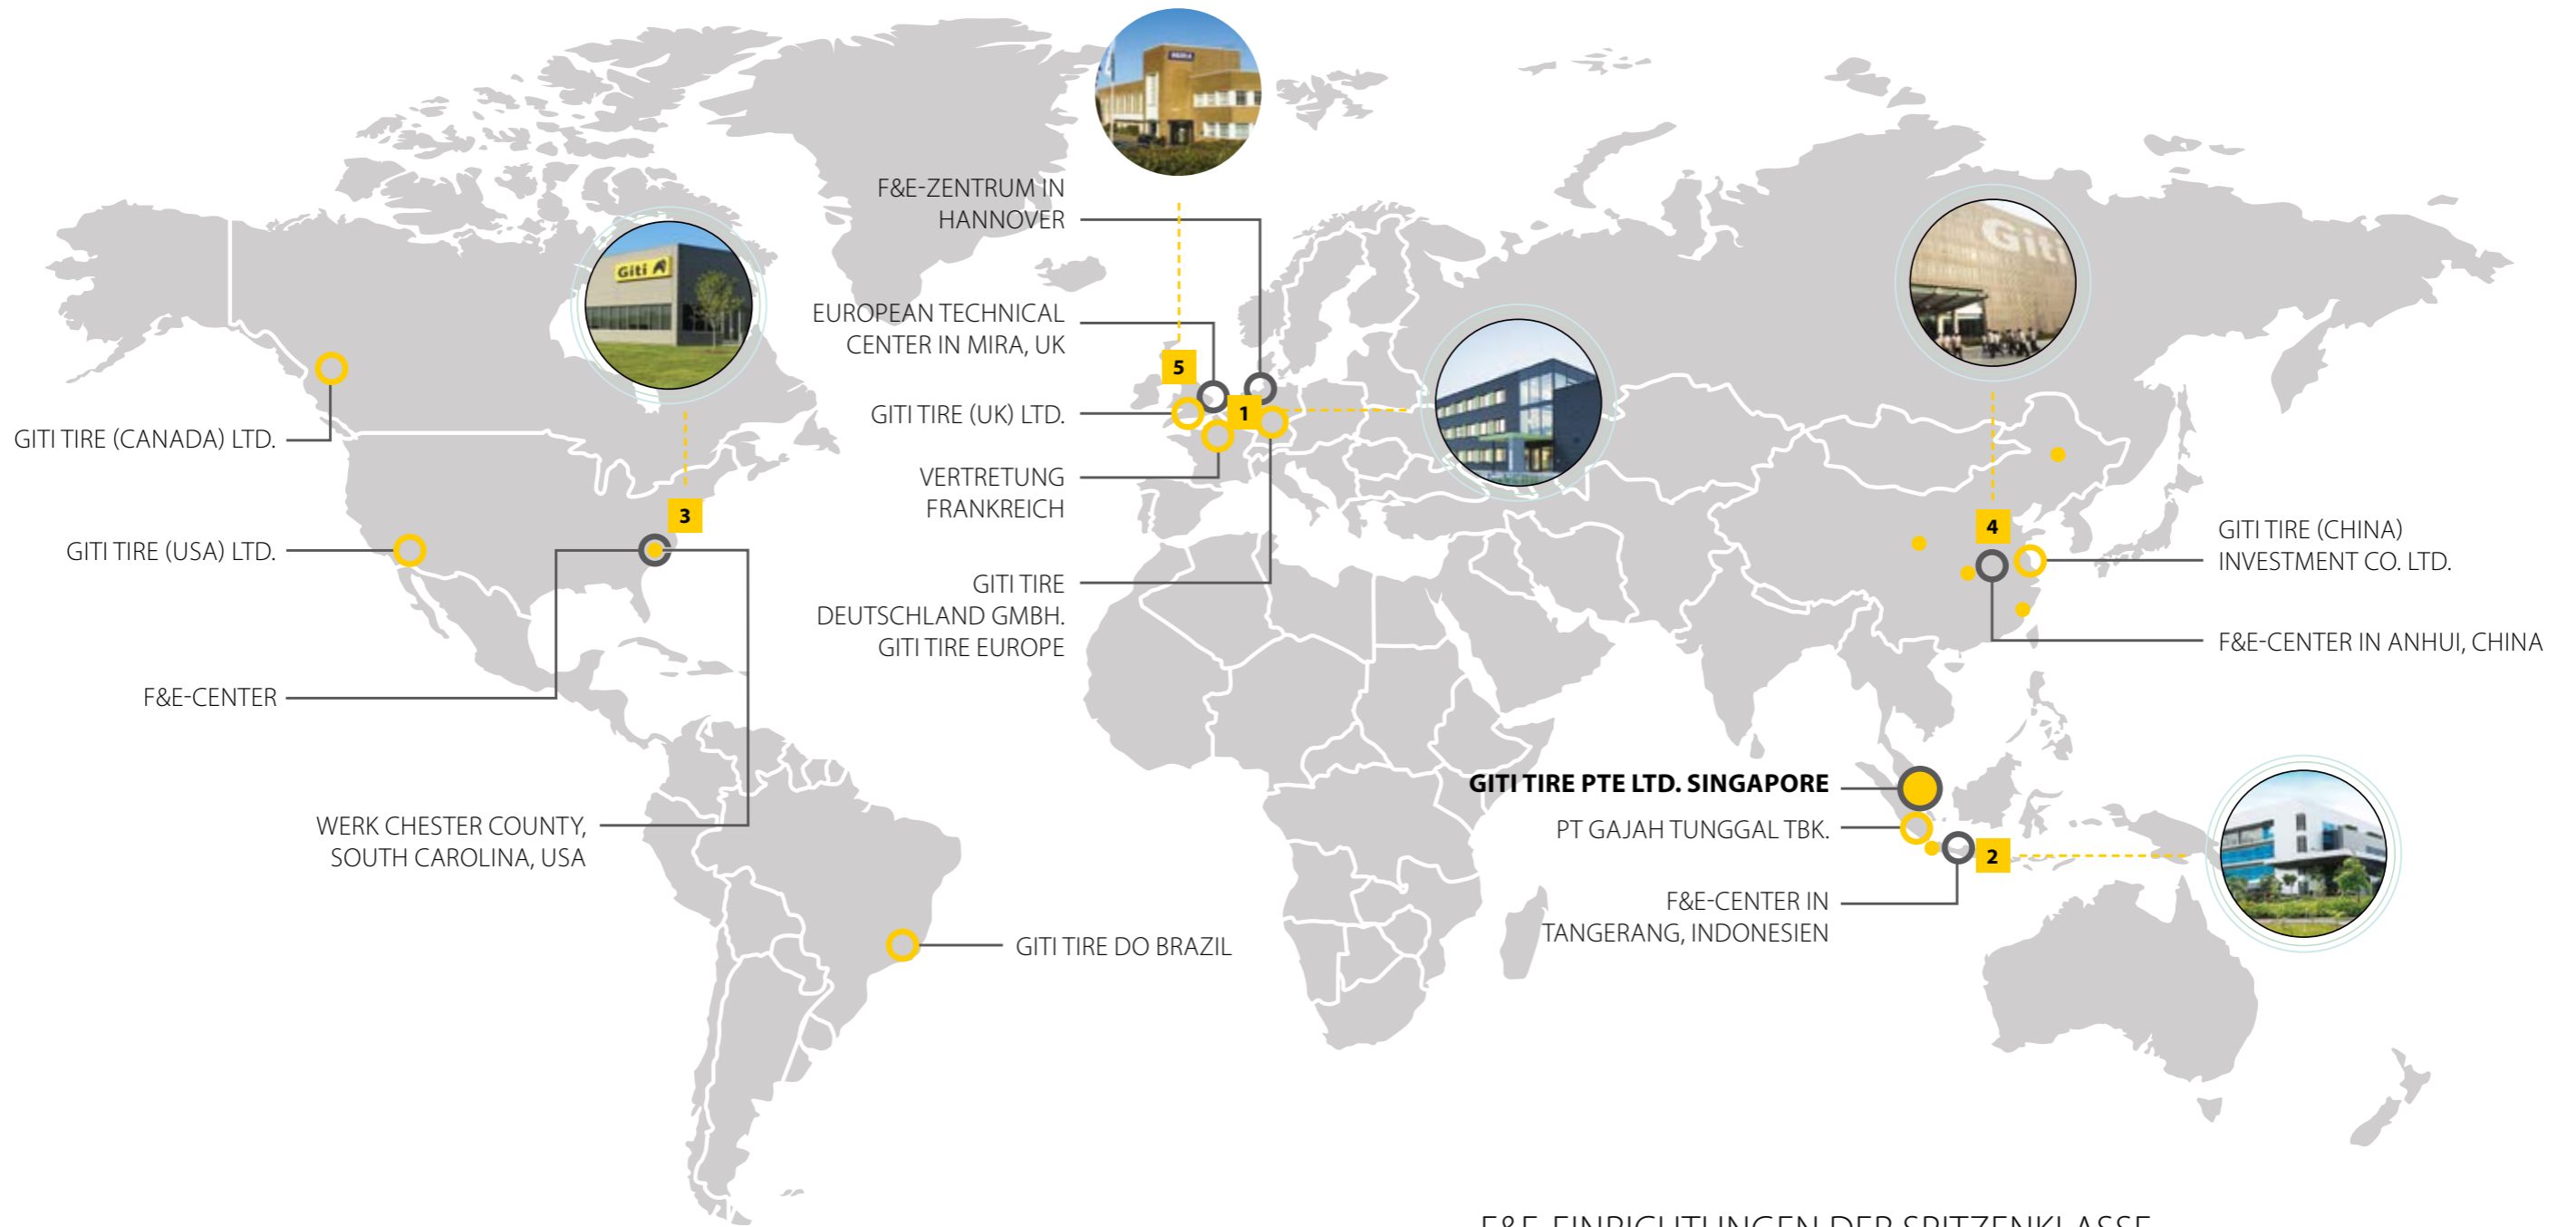 F&E-ZENTRUM IN
HANNOVER
EUROPEAN TECHNICAL
CENTER IN MIRA, UK
5
1
GITI TIRE (UK) LTD.
VERTRETUNG
FRANKREICH
GITI TIRE
DEUTSCHLAND GMBH.
GITI TIRE EUROPE
Giti
GITI TIRE (CANADA) LTD.
3
GITI TIRE (USA) LTD.
F&E-CENTER
WERK CHESTER COUNTY,
SOUTH CAROLINA, USA
GITI TIRE DO BRAZIL
Giti
4
GITI TIRE (CHINA)
INVESTMENT CO. LTD.
F&E-CENTER IN ANHUI, CHINA
GITI TIRE PTE LTD. SINGAPORE
PT GAJAH TUNGGAL TBK.
2
F&E-CENTER IN
TANGERANG, INDONESIEN
F&E-EINRICHTUNGEN DER SPITZENKLASSE